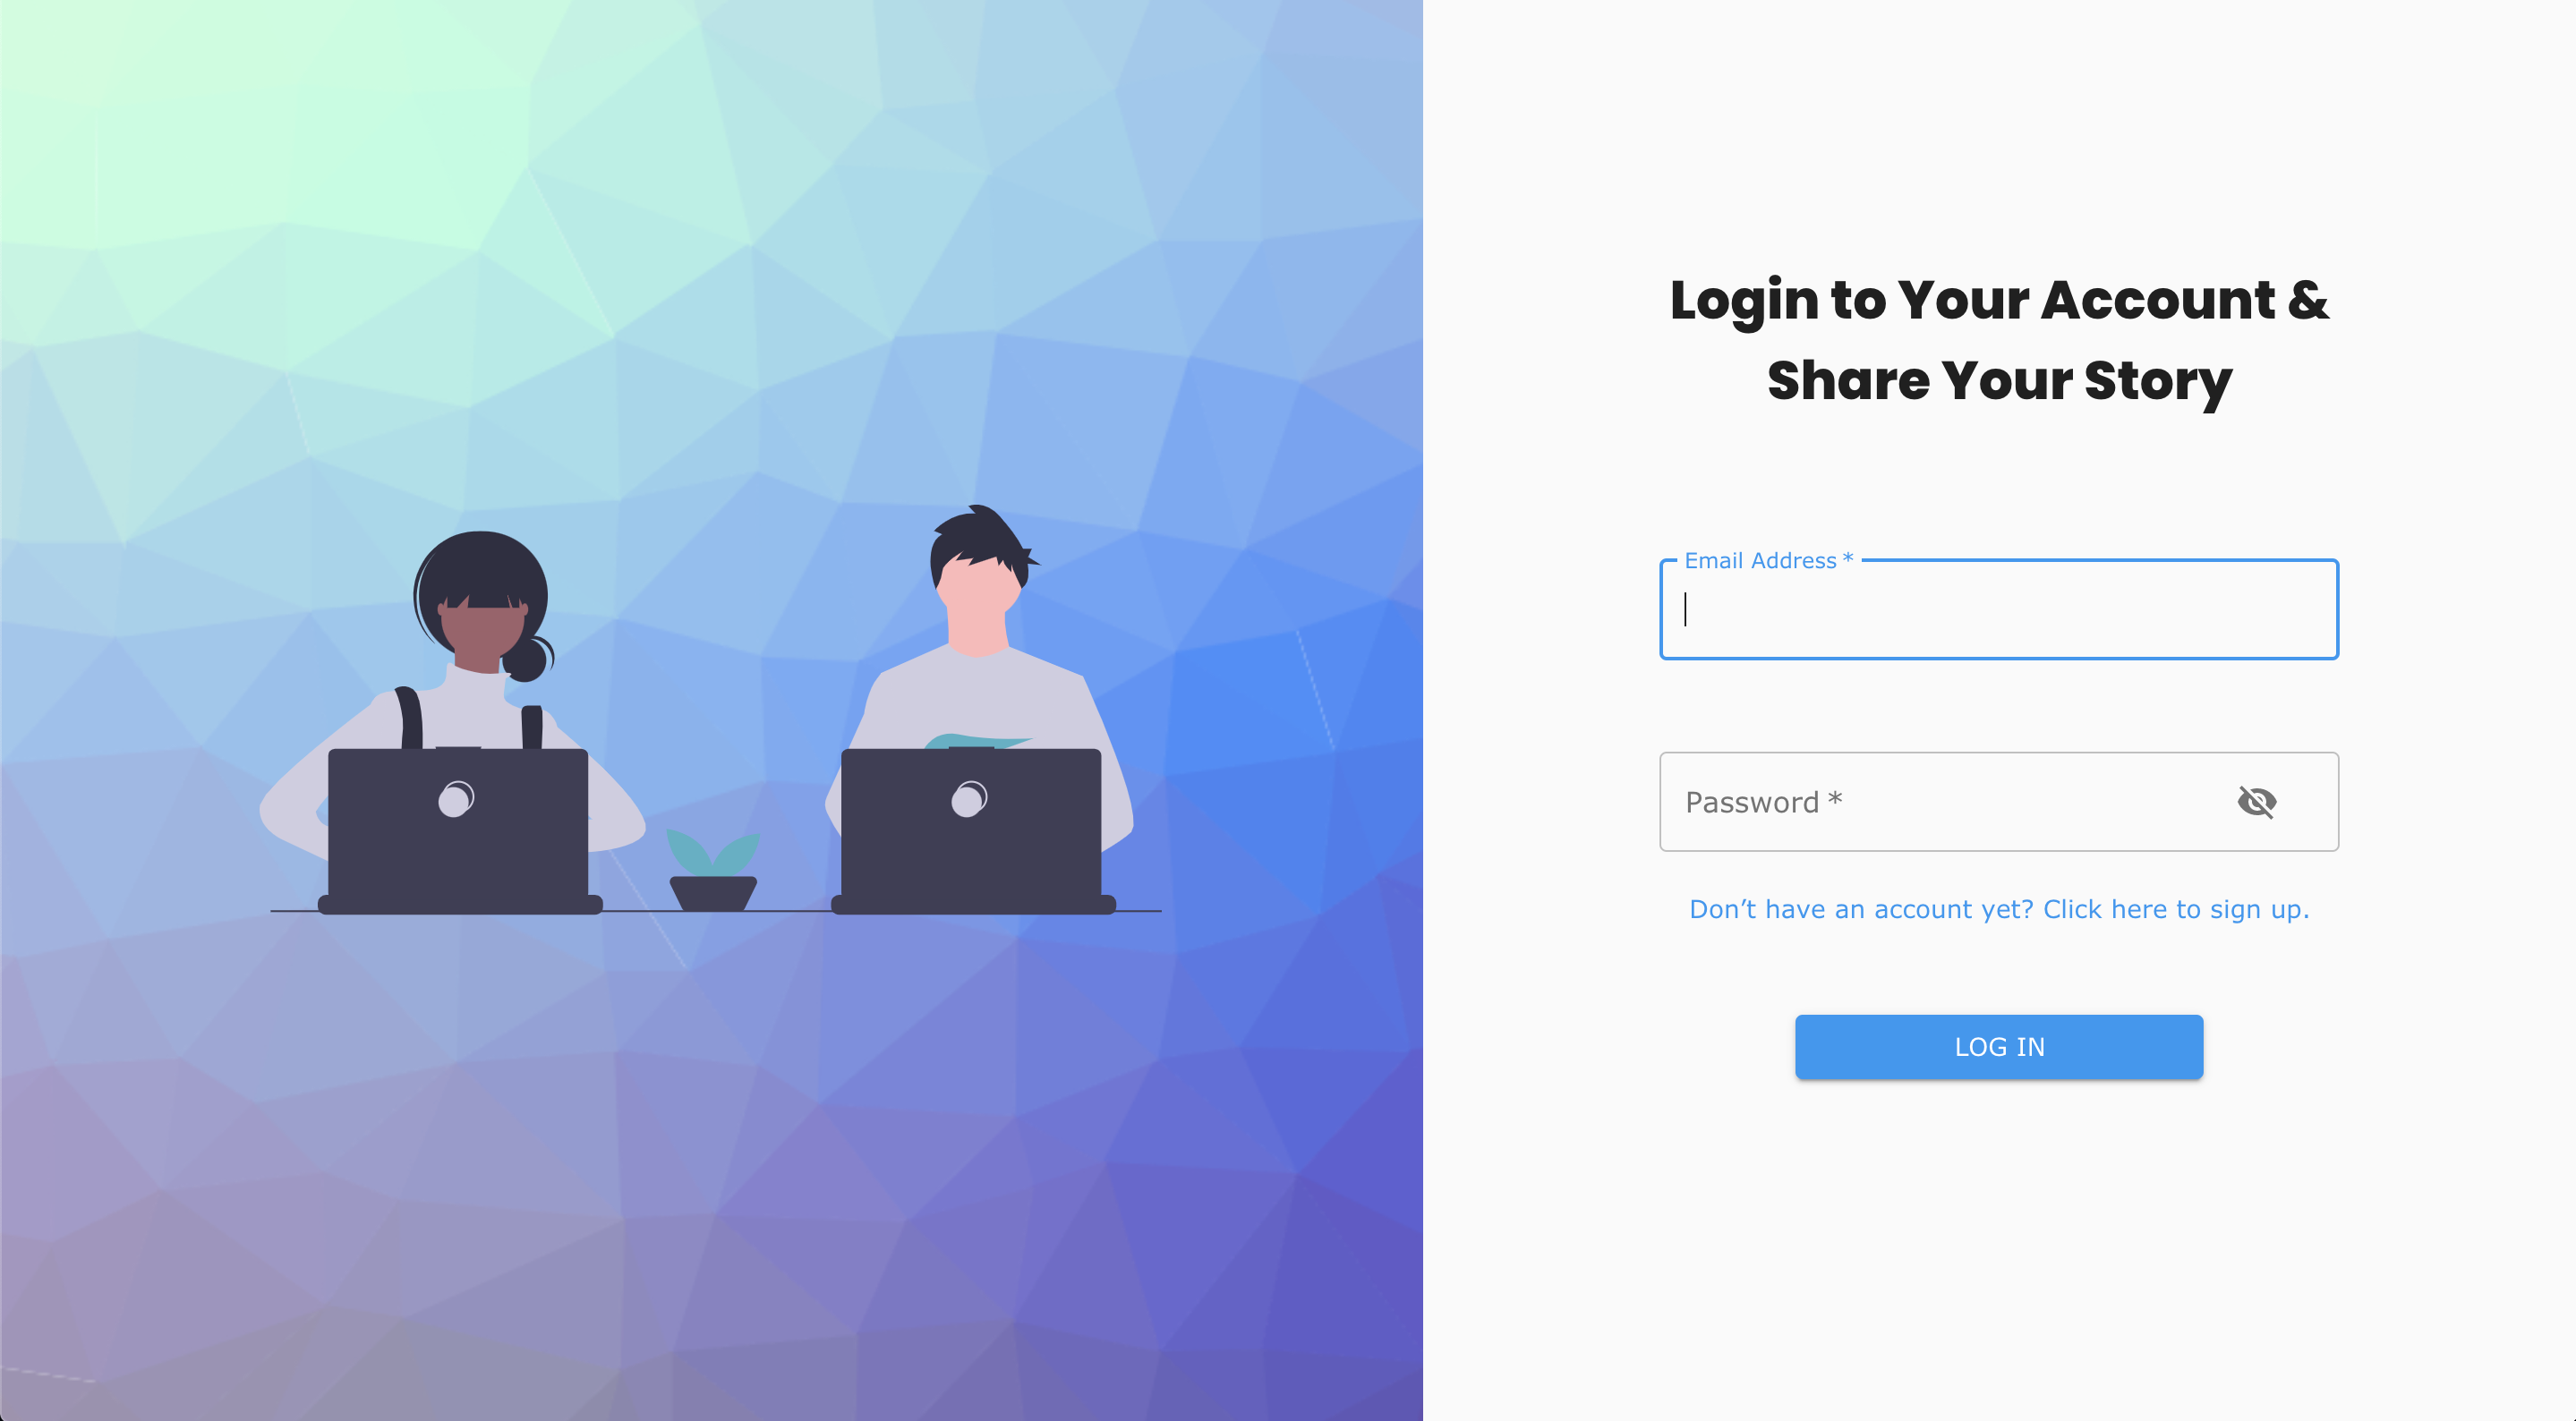 Login to Your Account &
Share Your Story
Email Address *
Password *
Don’t have an account yet? Click here to sign up.
LOG IN